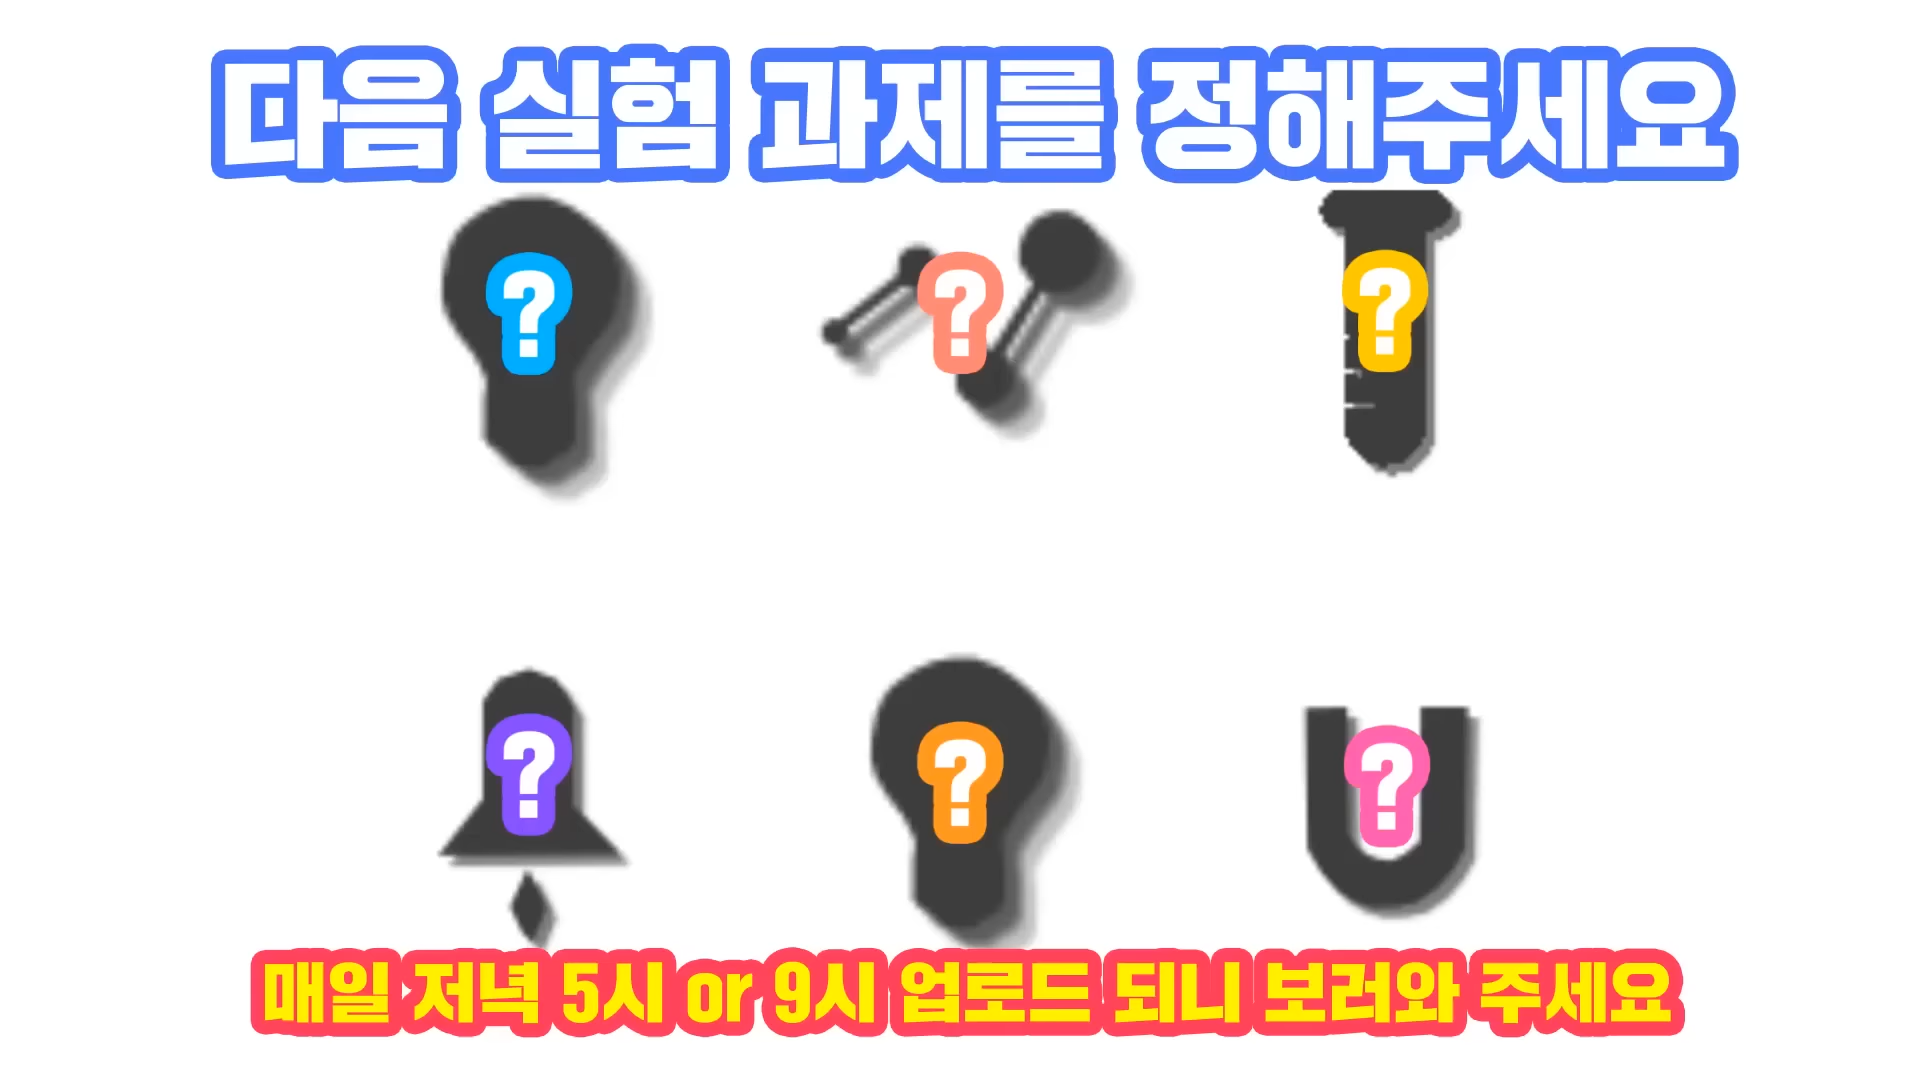 다음 실험 과제를 정해주세요
? ? ?
? ? ?
매일 저녁 5시 or 9시 업로드 되니 보러와 주세요